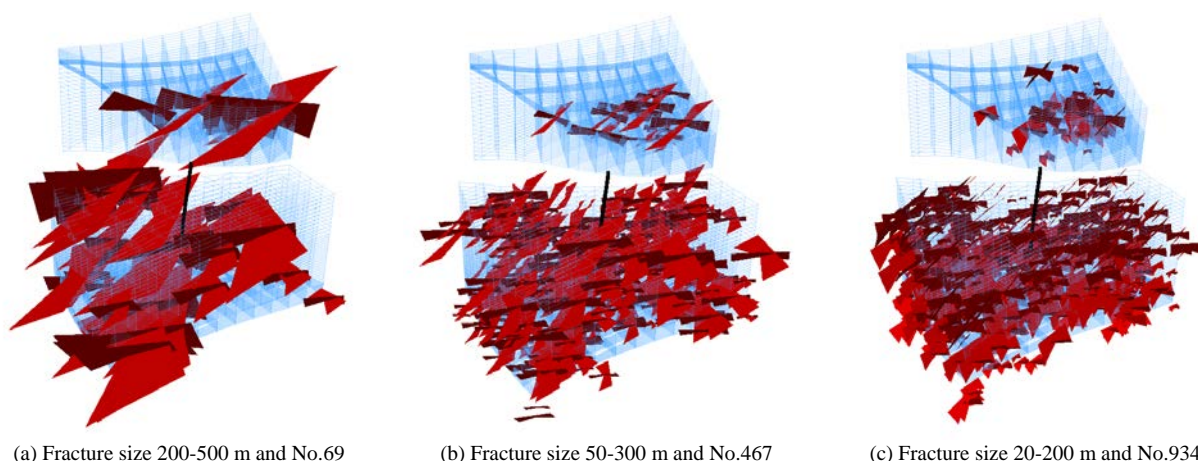 (a) Fracture size 200-500 m and No.69
(b) Fracture size 50-300 m and No.467
(c) Fracture size 20-200 m and No.934